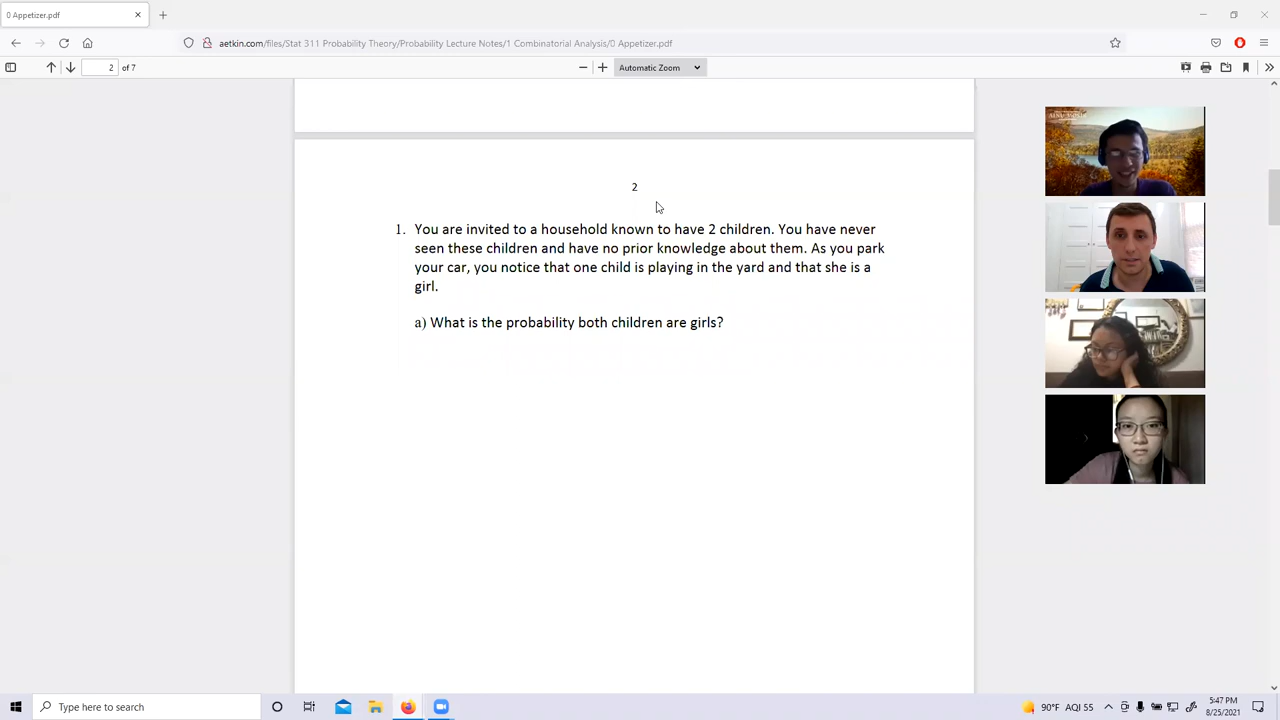 0 Appetizer.pdf
aetkin.com/files/Stat 311 Probability Theory/Probability Lecture Notes/1 Combinatorial Analysis/0 Appetizer.pdf
2 of 7
Automatic Zoom
2
1. You are invited to a household known to have 2 children. You have never
seen these children and have no prior knowledge about them. As you park
your car, you notice that one child is playing in the yard and that she is a
girl.
a) What is the probability both children are girls?
Type here to search
90°F AQI 55
5:47 PM
8/25/2021